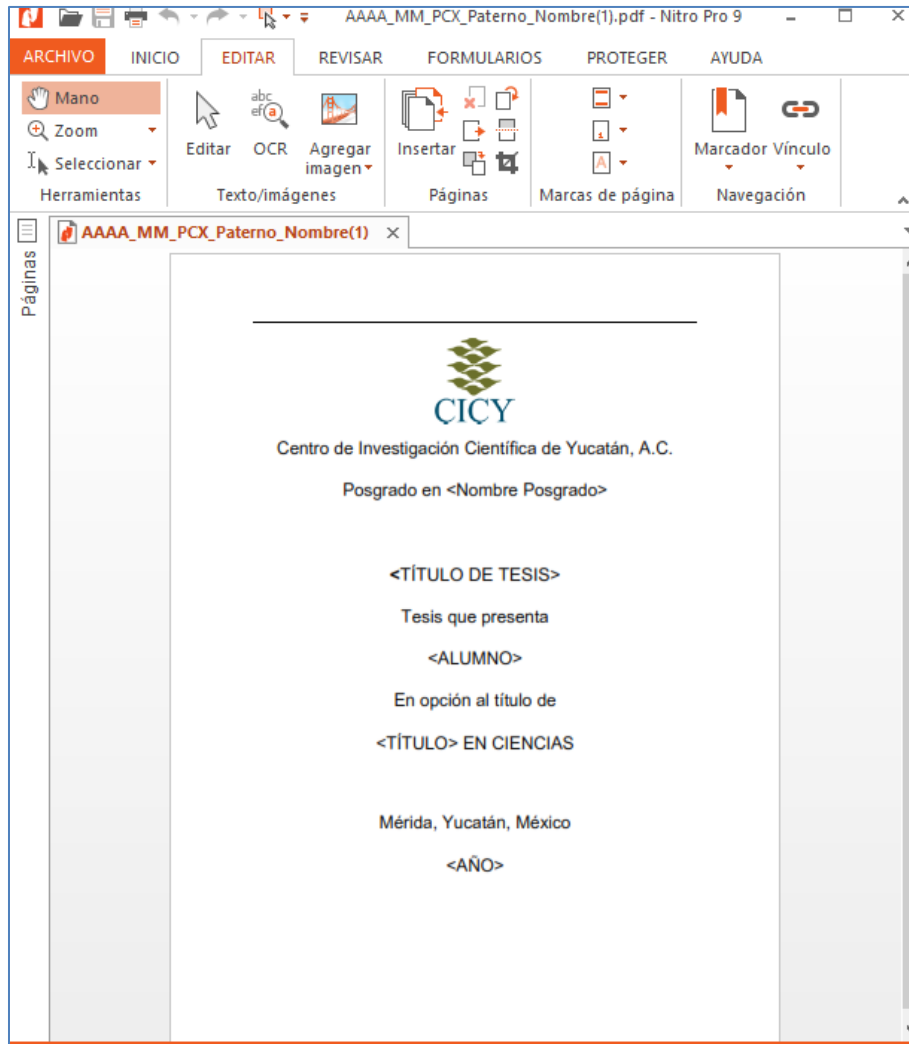 AAAA_MM_PCX_Paterno_Nombre(1).pdf - Nitro Pro 9
ARCHIVO INICIO EDITAR REVISAR FORMULARIOS PROTEGER AYUDA
Mano
Zoom
Seleccionar
Herramientas
abc
ef a
Editar OCR Agregar imagen
Texto/imágenes
Insertar
Páginas
1
A
Marcas de página
Marcador Vínculo
Navegación
Páginas
AAAA_MM_PCX_Paterno_Nombre(1)
CICY
Centro de Investigación Científica de Yucatán, A.C.
Posgrado en <Nombre Posgrado>
<TÍTULO DE TESIS>
Tesis que presenta
<ALUMNO>
En opción al título de
<TÍTULO> EN CIENCIAS
Mérida, Yucatán, México
<AÑO>